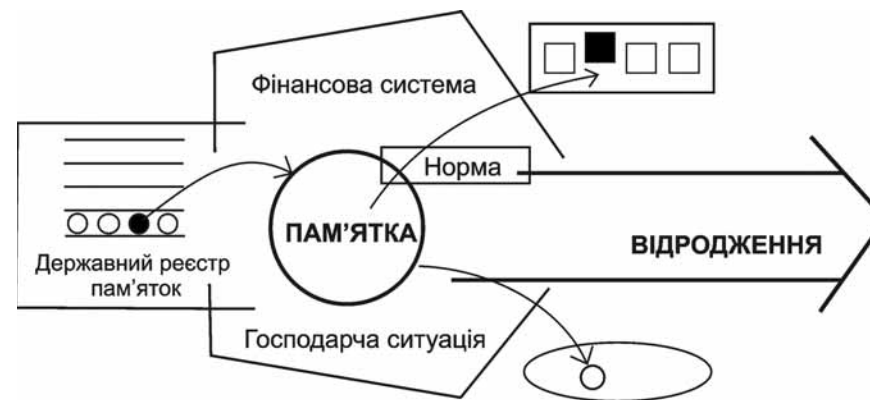 Фінансова система
Норма
ПАМ’ЯТКА
ВІДРОДЖЕННЯ
Державний реєстр
пам’яток
Господарча ситуація